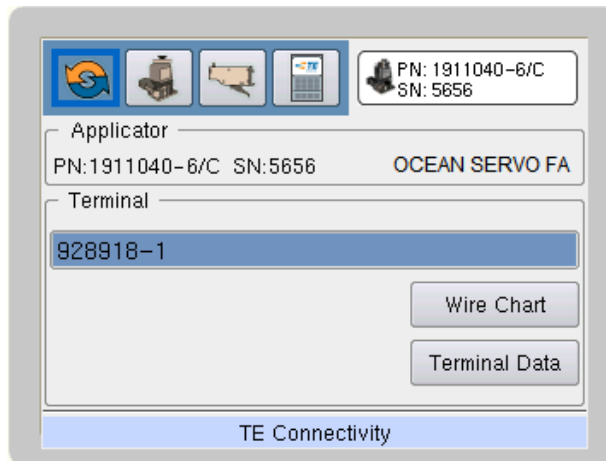 PN: 1911040-6/C
SN: 5656
Applicator
PN:1911040-6/C SN:5656 OCEAN SERVO FA
Terminal
928918-1
Wire Chart
Terminal Data
TE Connectivity